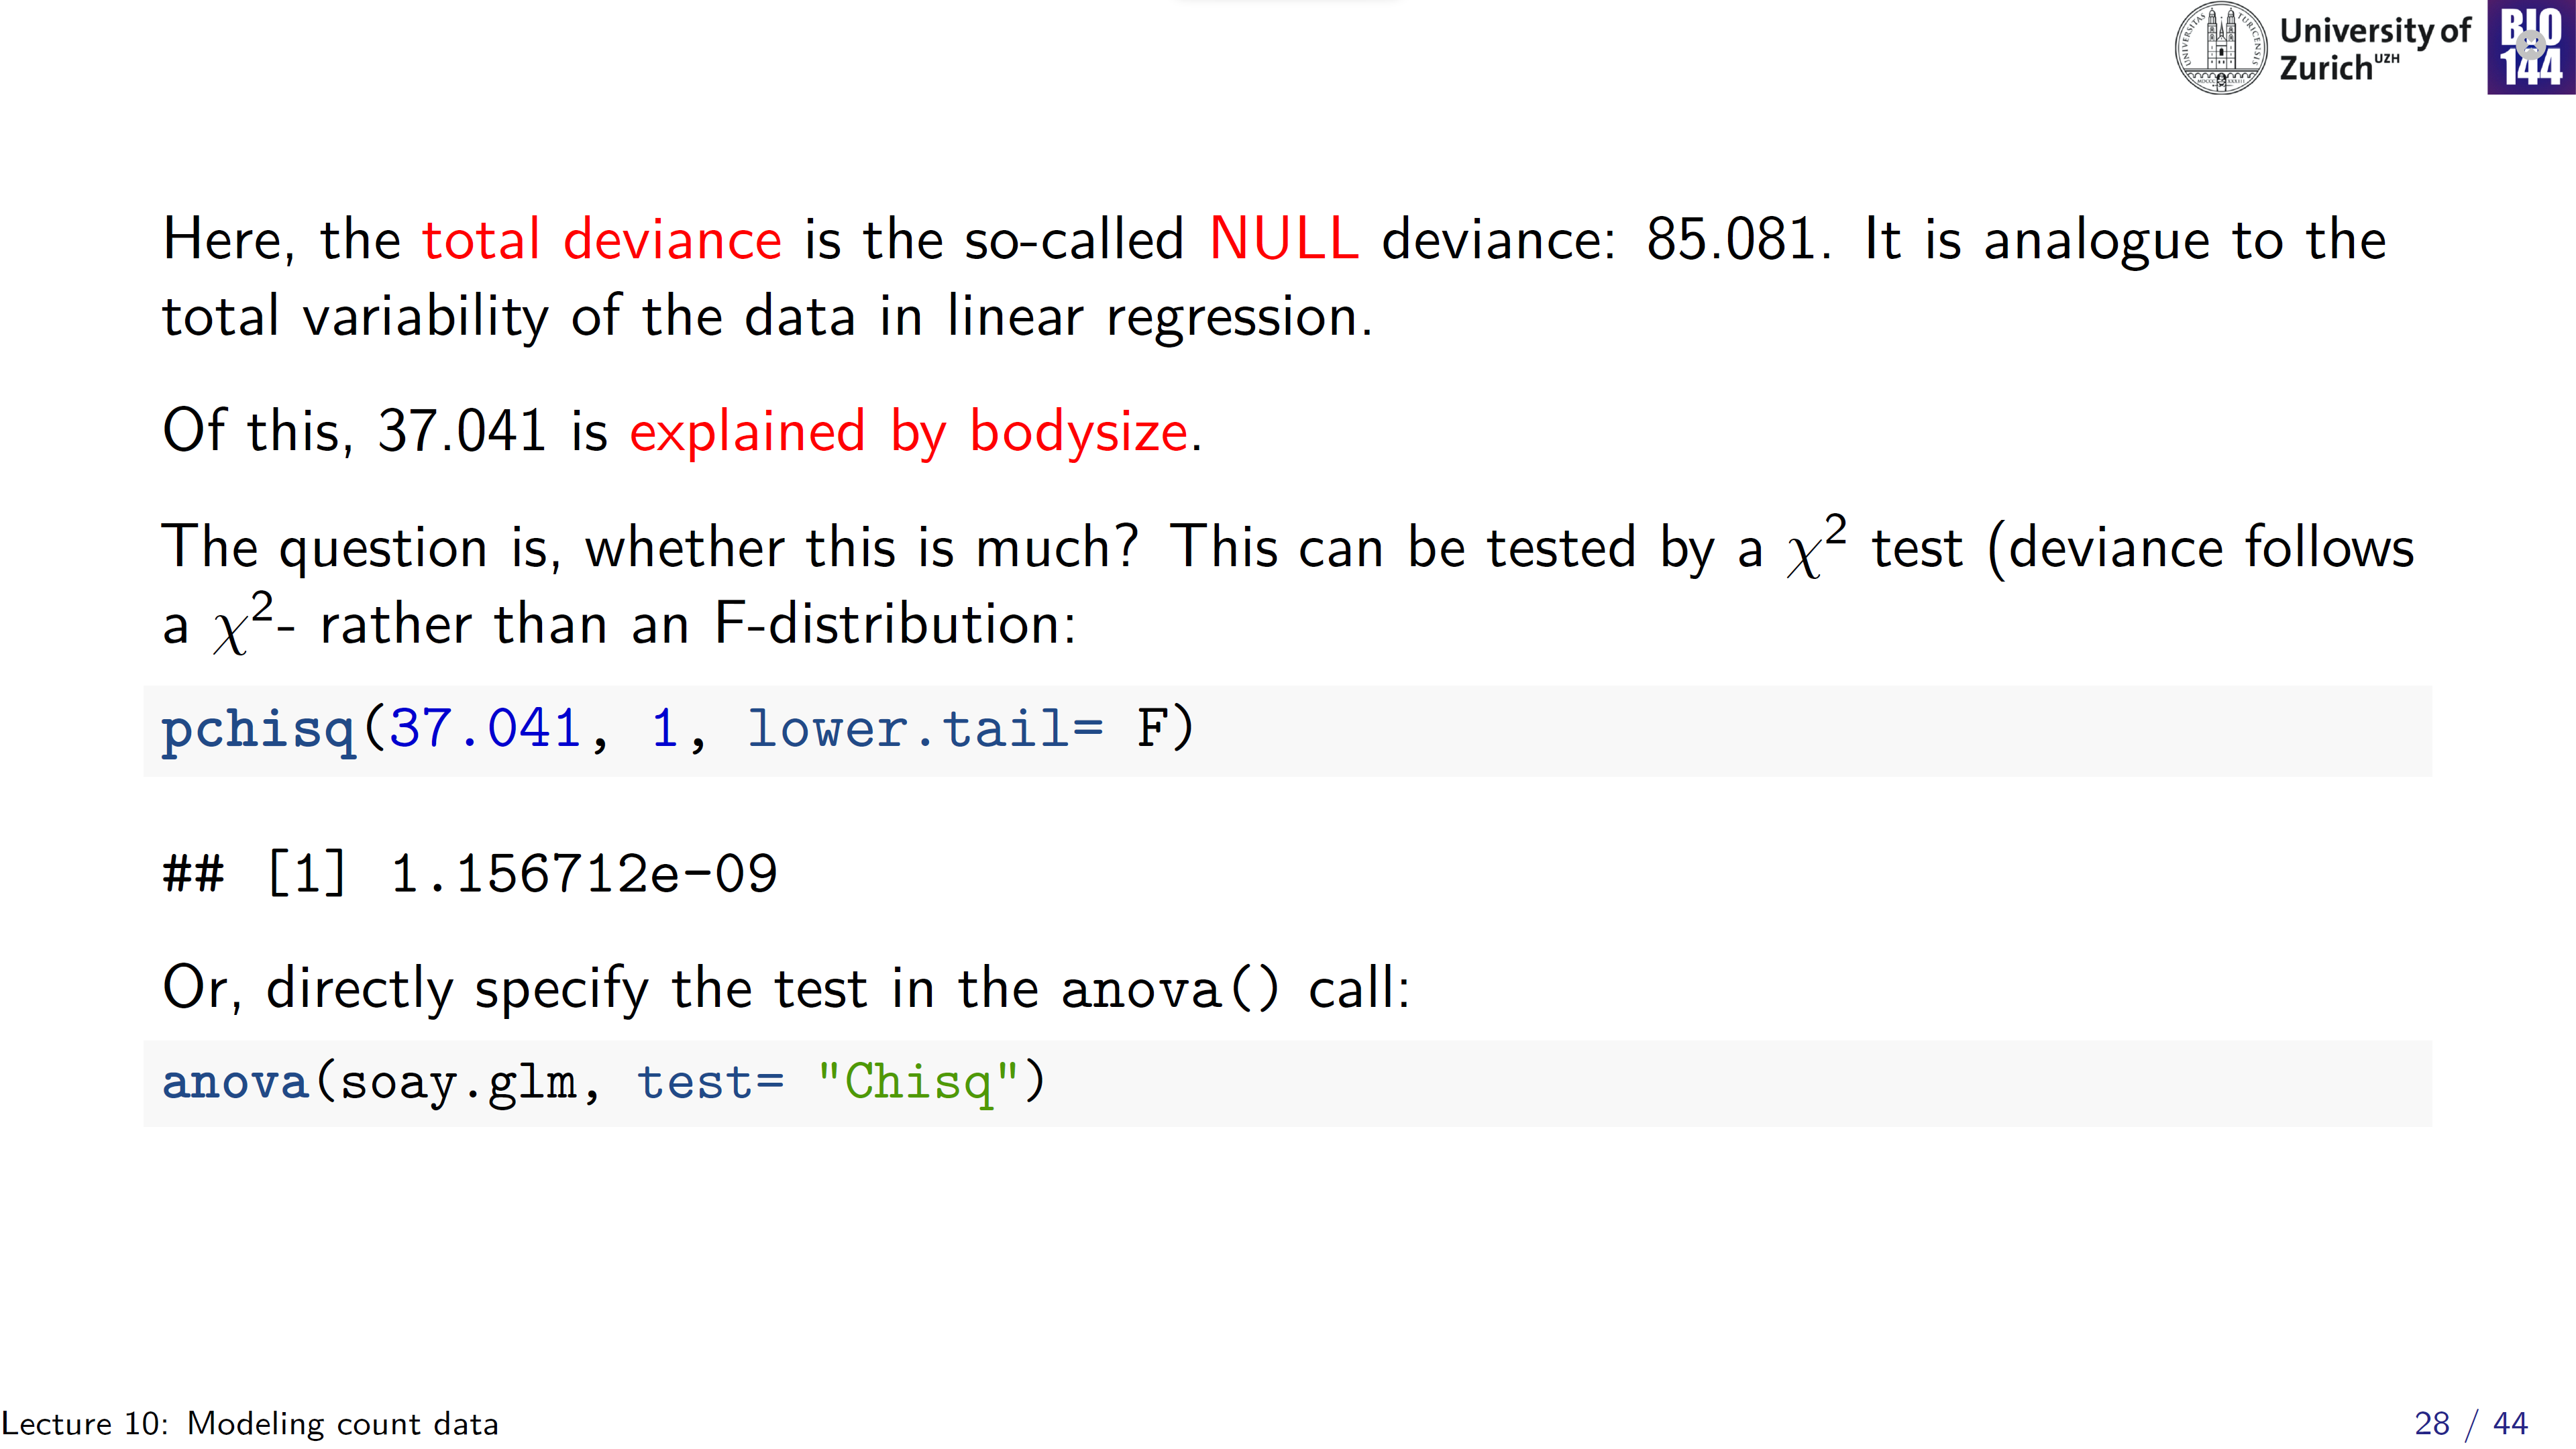 University of
Zurich UZH
BIO
144
Here, the total deviance is the so-called NULL deviance: 85.081. It is analogue to the
total variability of the data in linear regression.
Of this, 37.041 is explained by bodysize.
The question is, whether this is much? This can be tested by a χ² test (deviance follows
a χ²- rather than an F-distribution:
pchisq(37.041, 1, lower.tail= F)
## [1] 1.156712e-09
Or, directly specify the test in the anova() call:
anova(soay.glm, test= "Chisq")
Lecture 10: Modeling count data
28 / 44